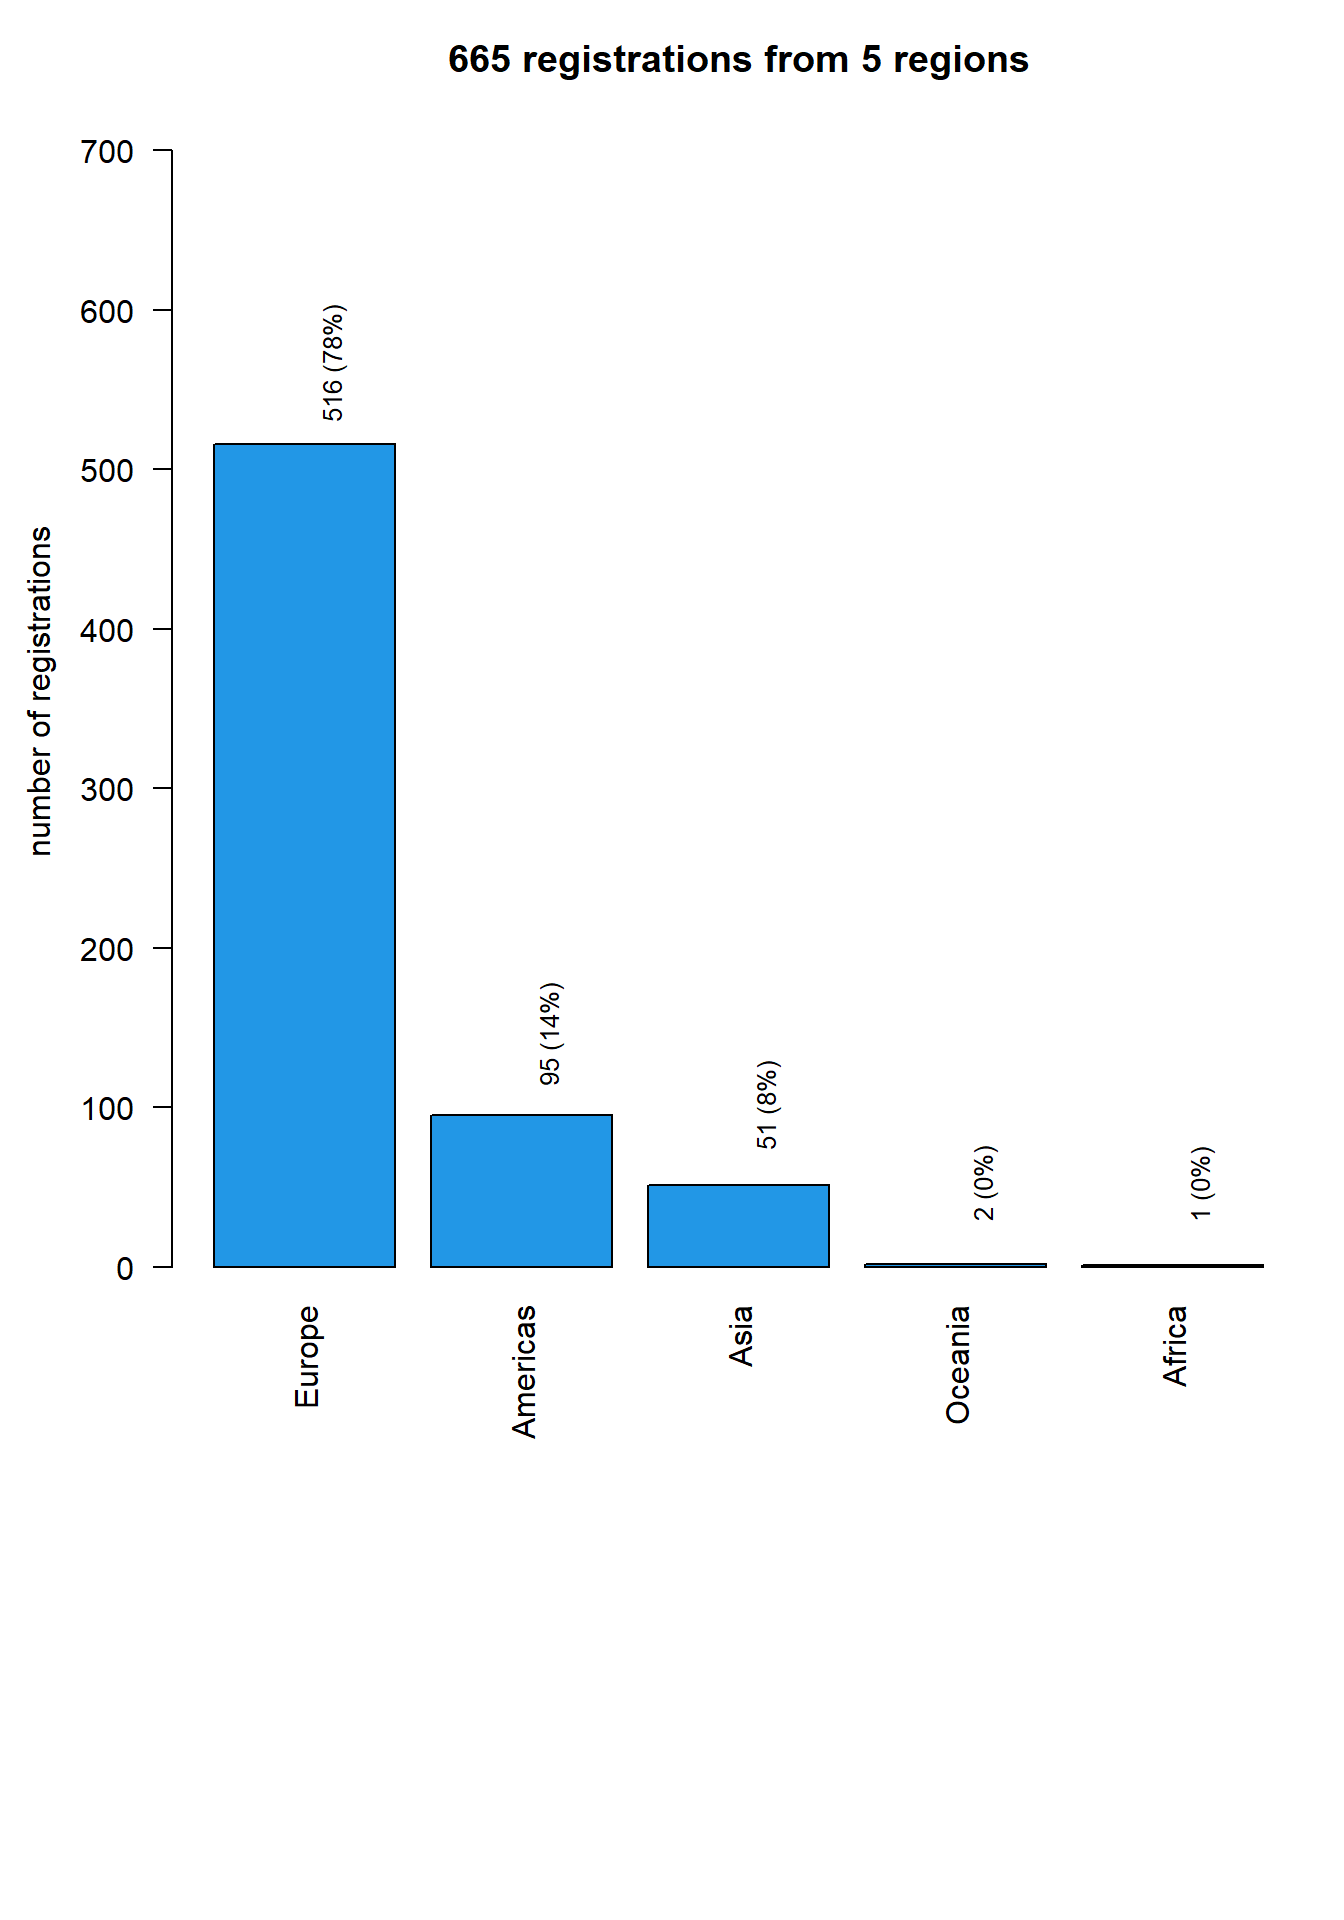 665 registrations from 5 regions
number of registrations
700
600
500
400
300
200
100
0
516 (78%)
95 (14%)
51 (8%)
2 (0%)
1 (0%)
Europe
Americas
Asia
Oceania
Africa